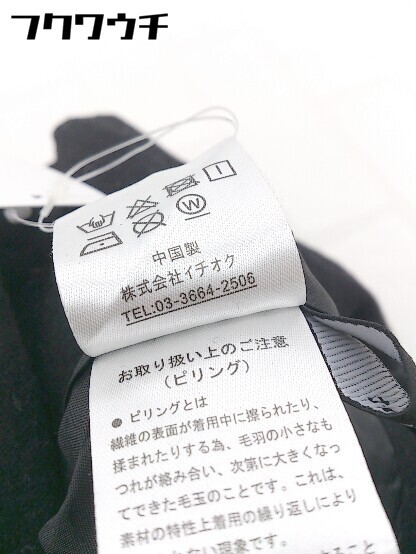 フクワウチ
W
中国製
株式会社イチオク
TEL:03-3664-2506
お取り扱い上のご注意
（ピリング）
● ピリングとは
繊維の表面が着用中に擦られたり、
揉まれたりする為、毛羽の小さなも
つれが絡み合い、次第に大きくなっ
てできた毛玉のことです。これは、
素材の特性上着用の繰り返しにより
ない現象です。